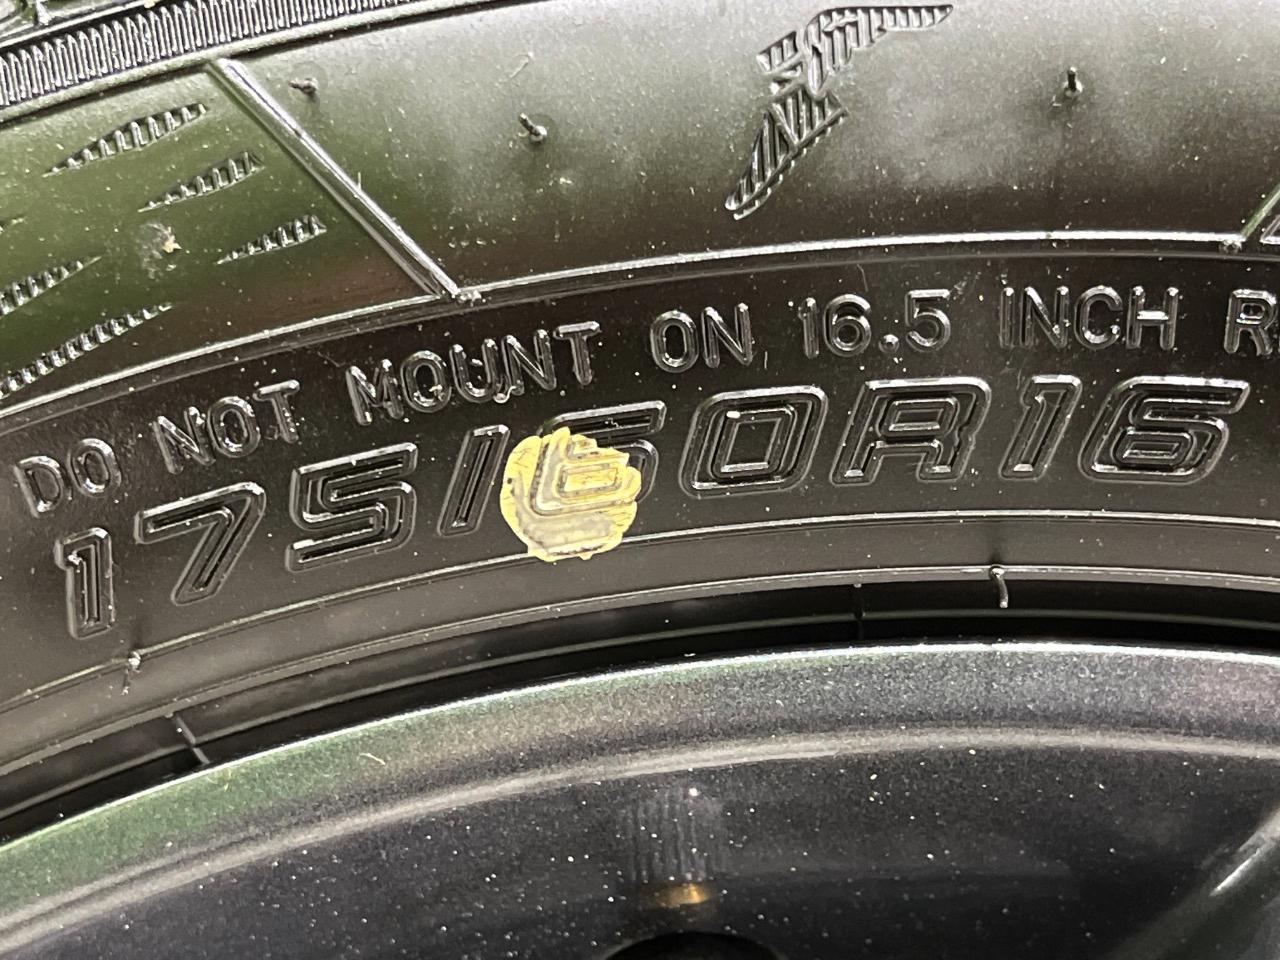 DO NOT MOUNT ON 16.5 INCH
175/60R16